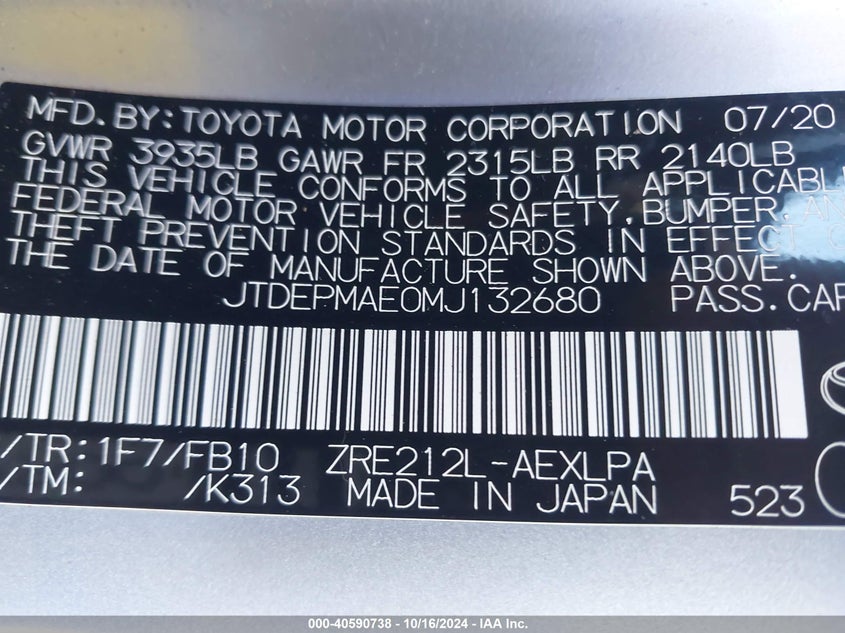 MFD. BY: TOYOTA MOTOR CORPORATION 07/20
GVWR 3935LB GAWR FR 2315LB RR 2140LB
THIS VEHICLE CONFORMS TO ALL APPLICABL
FEDERAL MOTOR VEHICLE SAFETY, BUMPER, AN
THEFT PREVENTION STANDARDS IN EFFECT
THE DATE OF MANUFACTURE SHOWN ABOVE.
JTDEPMAE0MJ132680 PASS. CAR
/TR: 1F7/FB10 ZRE212L-AEXLPA
/TM: /K313 MADE IN JAPAN 523
000-40590738 - 10/16/2024 - IAA Inc.